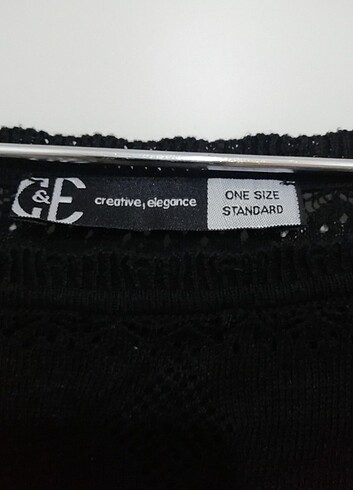 C&E
creative, elegance
ONE SIZE
STANDARD